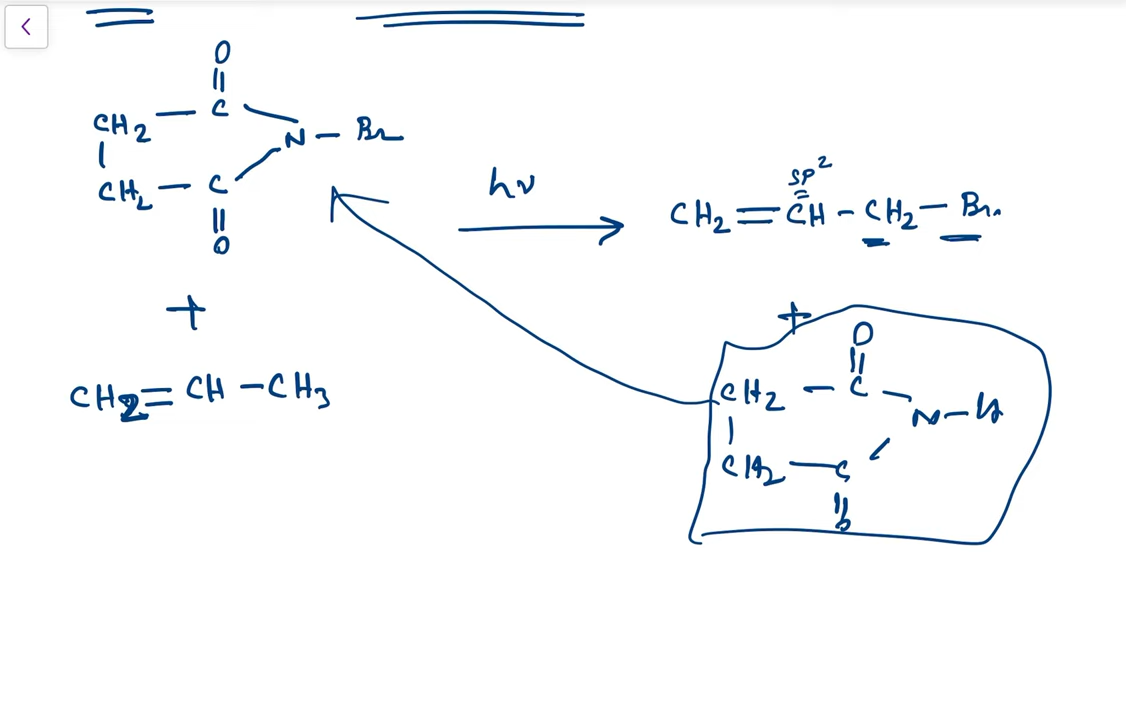 O
||
CH2 — C
N — Br
CH2 — C
||
O
hν
SP2
CH2 = CH - CH2 — Br
+
CH2 = CH - CH3
+
O
||
CH2 — C
N - H
CH2 — C
||
O